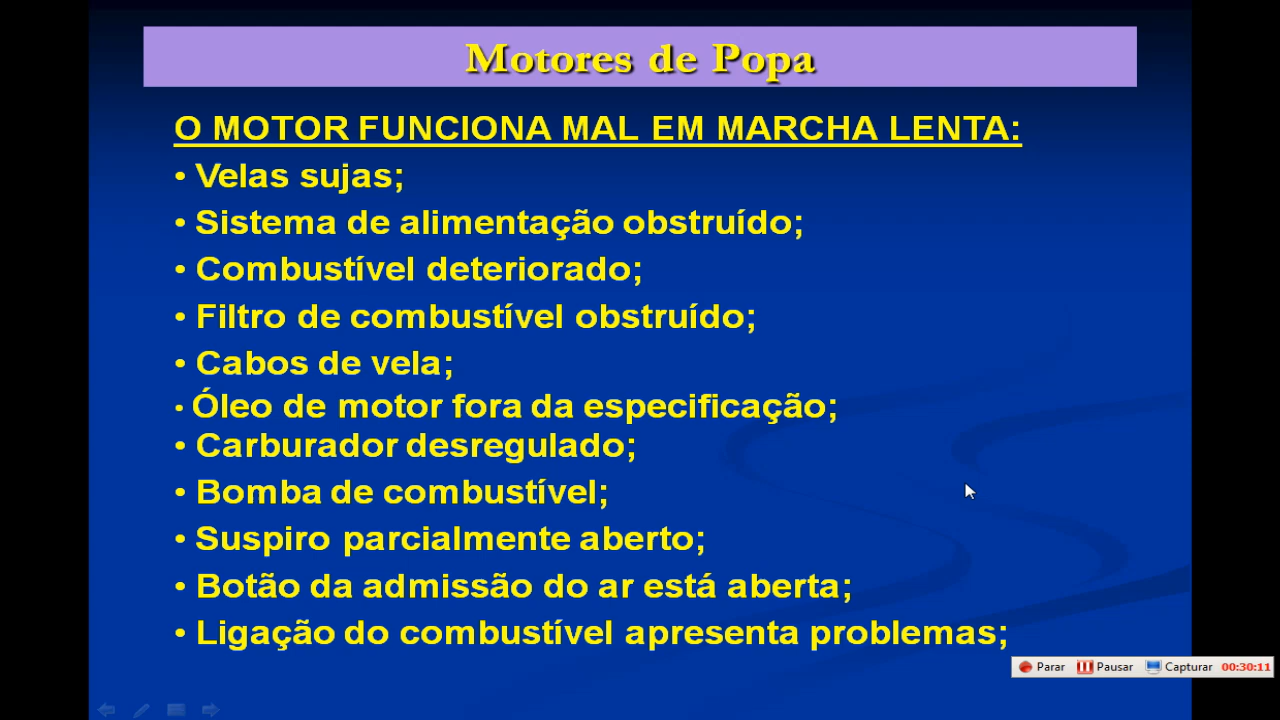 Motores de Popa
O MOTOR FUNCIONA MAL EM MARCHA LENTA:
• Velas sujas;
• Sistema de alimentação obstruído;
• Combustível deteriorado;
• Filtro de combustível obstruído;
• Cabos de vela;
• Óleo de motor fora da especificação;
• Carburador desregulado;
• Bomba de combustível;
• Suspiro parcialmente aberto;
• Botão da admissão do ar está aberta;
• Ligação do combustível apresenta problemas;
Parar Pausar Capturar 00:30:11